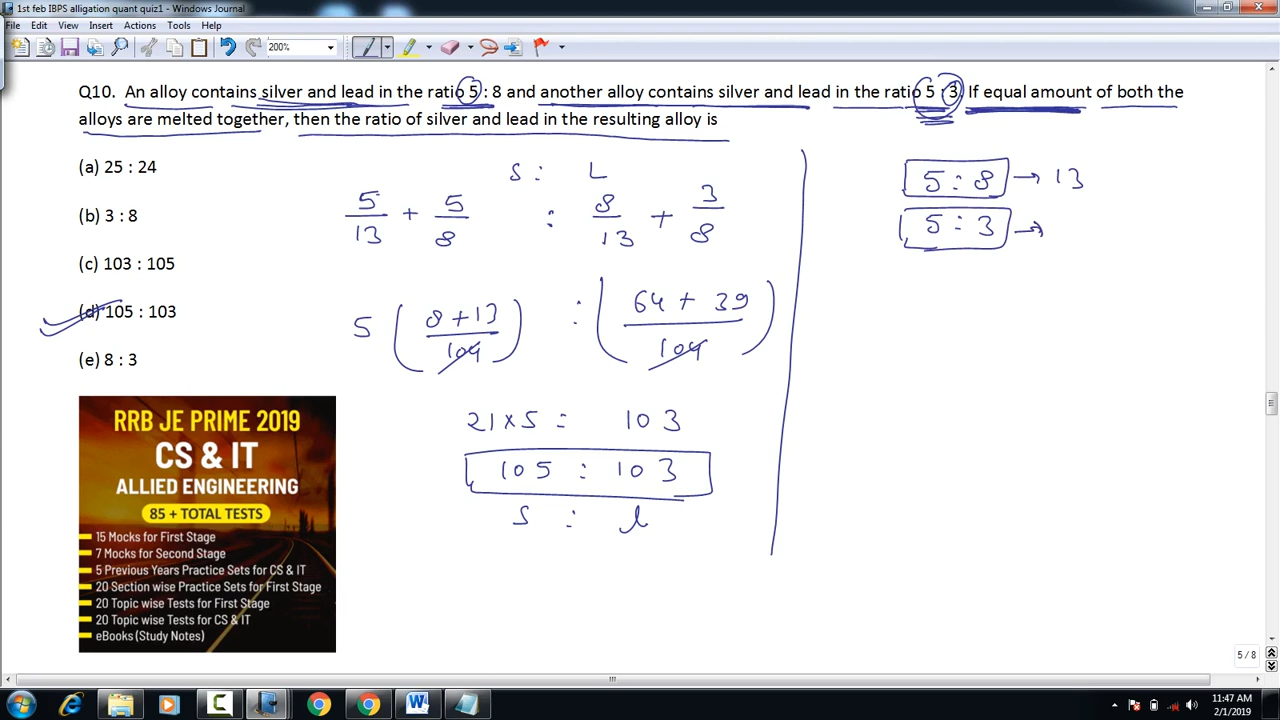 1st feb IBPS alligation quant quiz1 - Windows Journal
File Edit View Insert Actions Tools Help
200%
Q10. An alloy contains silver and lead in the ratio 5 : 8 and another alloy contains silver and lead in the ratio 5 : 3. If equal amount of both the
alloys are melted together, then the ratio of silver and lead in the resulting alloy is
(a) 25 : 24
(b) 3 : 8
(c) 103 : 105
(d) 105 : 103
(e) 8 : 3
S : L
5/13 + 5/8 : 8/13 + 3/8
5 (8+13/104) : (64 + 39/104)
21×5 = 103
105 : 103
S : l
5 : 8 → 13
5 : 3 →
RRB JE PRIME 2019
CS & IT
ALLIED ENGINEERING
85 + TOTAL TESTS
15 Mocks for First Stage
7 Mocks for Second Stage
5 Previous Years Practice Sets for CS & IT
20 Section wise Practice Sets for First Stage
20 Topic wise Tests for First Stage
20 Topic wise Tests for CS & IT
eBooks (Study Notes)
5 / 8
11:47 AM
2/1/2019